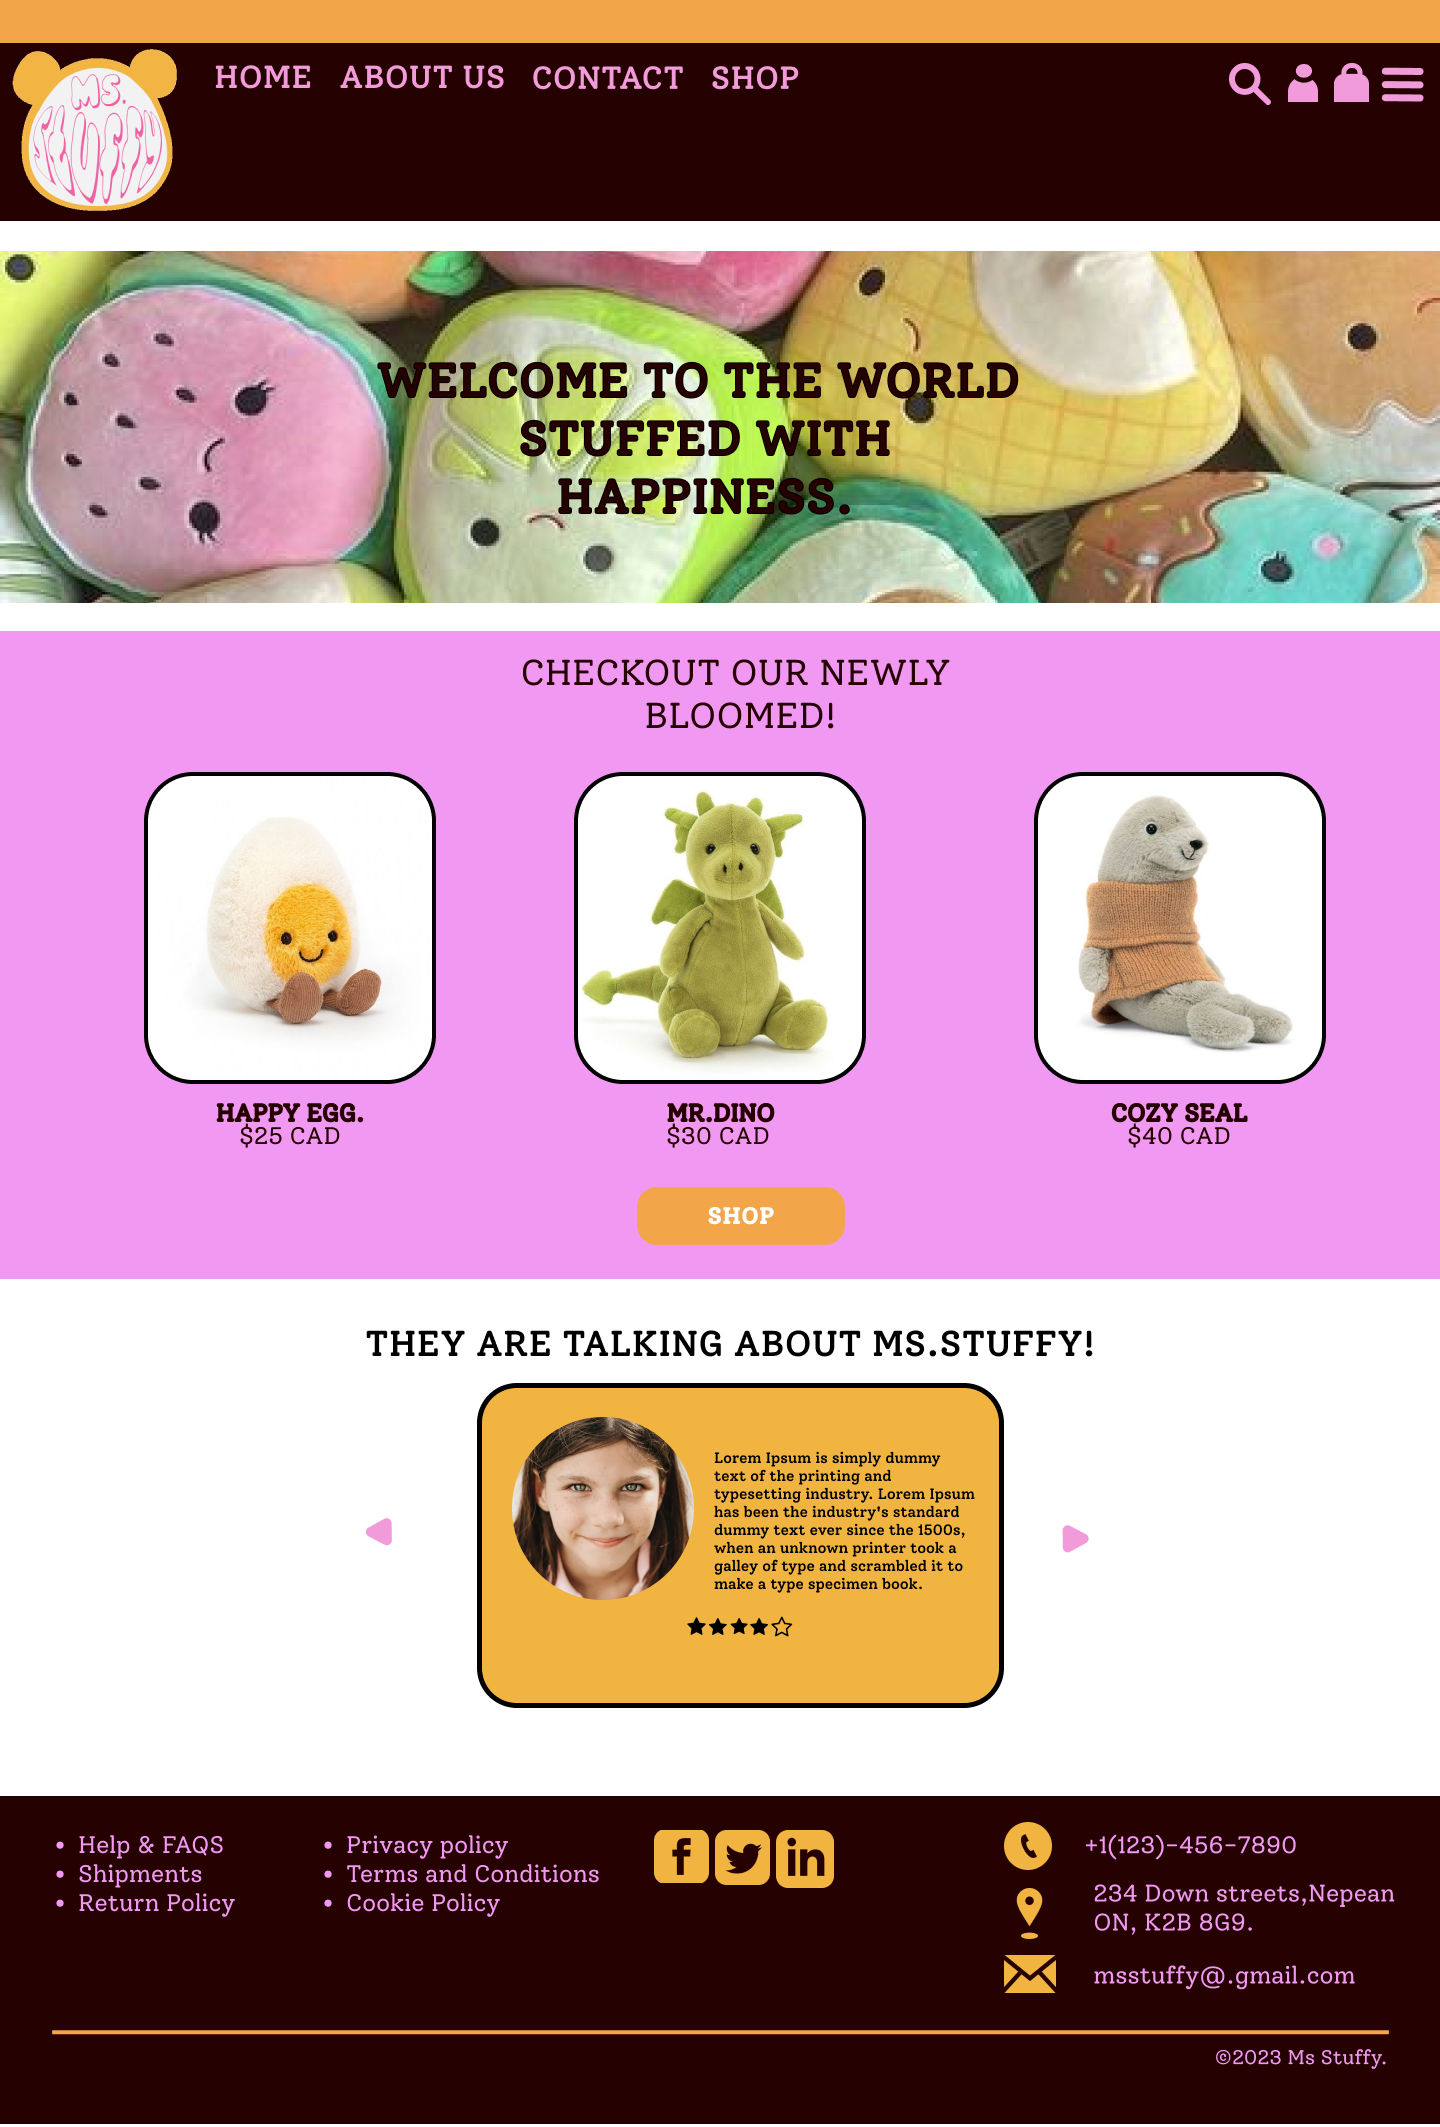 MS.
STUFFY
HOME ABOUT US CONTACT SHOP
WELCOME TO THE WORLD
STUFFED WITH
HAPPINESS.
CHECKOUT OUR NEWLY
BLOOMED!
HAPPY EGG.
$25 CAD
MR.DINO
$30 CAD
COZY SEAL
$40 CAD
SHOP
THEY ARE TALKING ABOUT MS.STUFFY!
Lorem Ipsum is simply dummy
text of the printing and
typesetting industry. Lorem Ipsum
has been the industry's standard
dummy text ever since the 1500s,
when an unknown printer took a
galley of type and scrambled it to
make a type specimen book.
• Help & FAQS
• Shipments
• Return Policy
• Privacy policy
• Terms and Conditions
• Cookie Policy
f
in
+1(123)-456-7890
234 Down streets,Nepean
ON, K2B 8G9.
msstuffy@.gmail.com
©2023 Ms Stuffy.